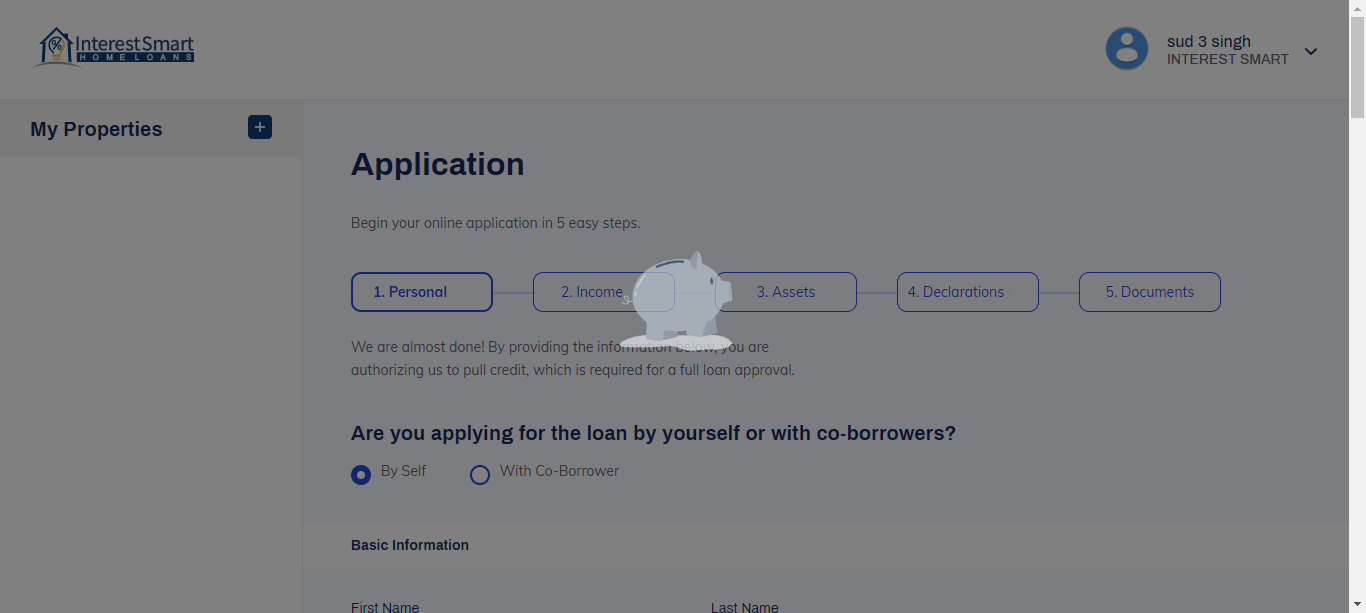 InterestSmart
HOME LOANS
sud 3 singh
INTEREST SMART
My Properties
+
Application
Begin your online application in 5 easy steps.
1. Personal
2. Income
3. Assets
4. Declarations
5. Documents
We are almost done! By providing the information below, you are
authorizing us to pull credit, which is required for a full loan approval.
Are you applying for the loan by yourself or with co-borrowers?
By Self
With Co-Borrower
Basic Information
First Name
Last Name